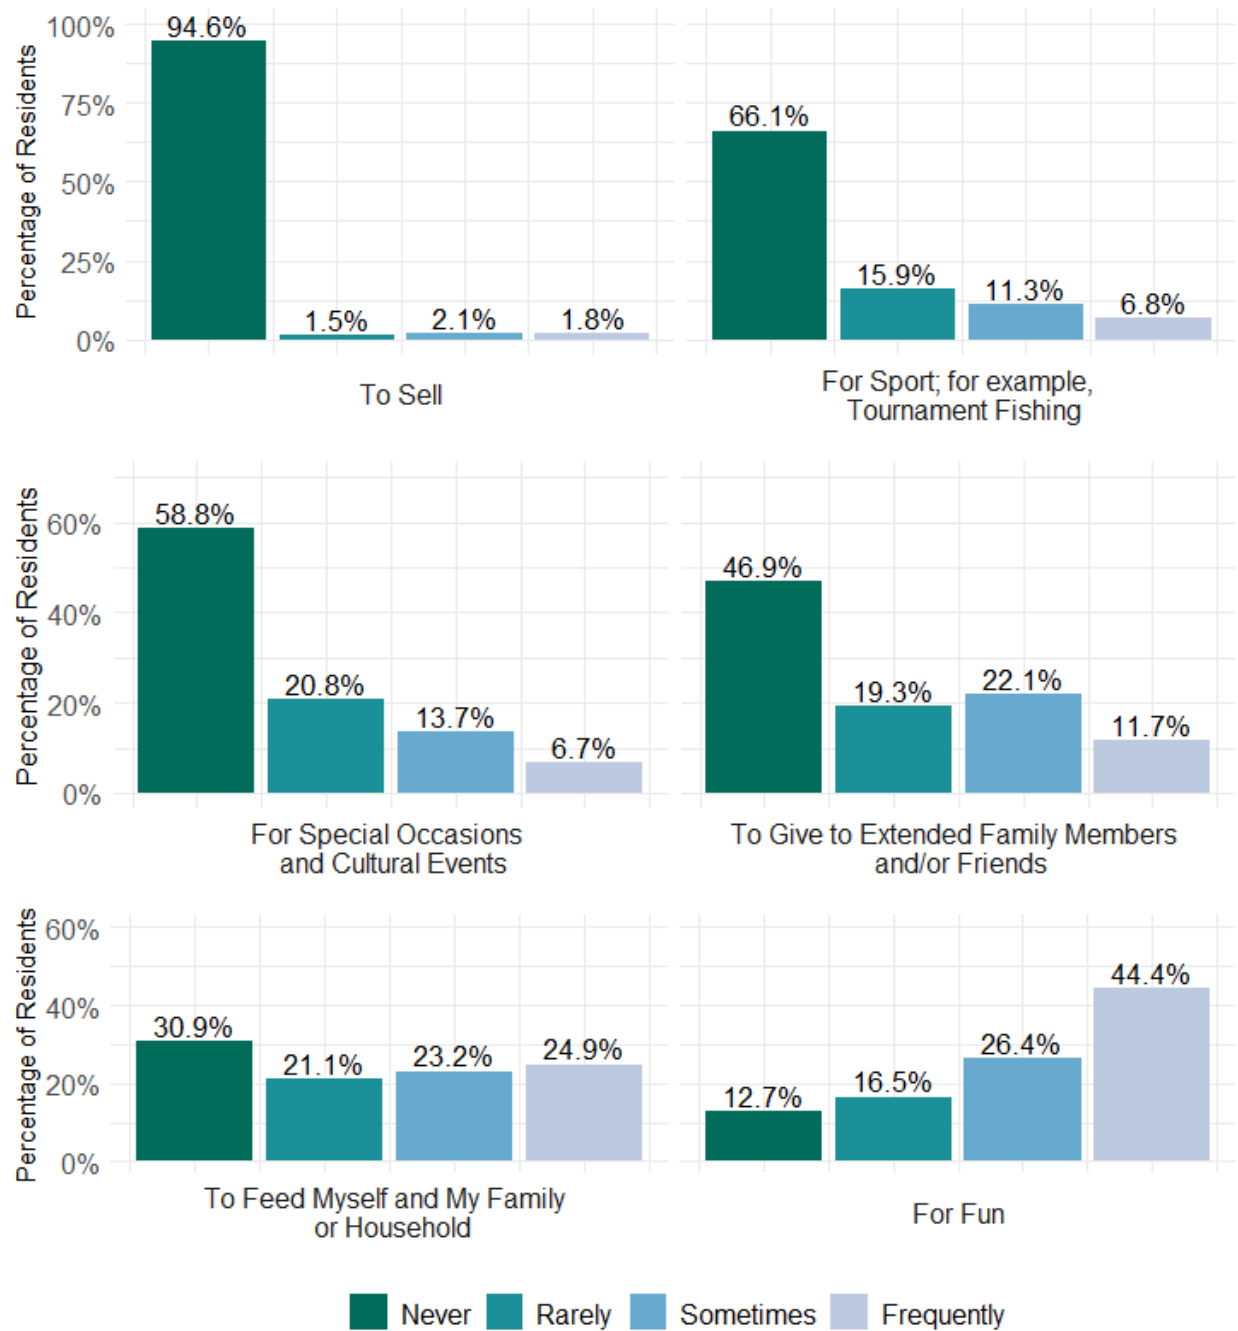 Percentage of Residents
100%
75%
50%
25%
0%
94.6%
1.5%
2.1%
1.8%
To Sell
66.1%
15.9%
11.3%
6.8%
For Sport; for example,
Tournament Fishing
Percentage of Residents
60%
40%
20%
0%
58.8%
20.8%
13.7%
6.7%
For Special Occasions
and Cultural Events
46.9%
19.3%
22.1%
11.7%
To Give to Extended Family Members
and/or Friends
Percentage of Residents
60%
40%
20%
0%
30.9%
21.1%
23.2%
24.9%
To Feed Myself and My Family
or Household
12.7%
16.5%
26.4%
44.4%
For Fun
Never Rarely Sometimes Frequently